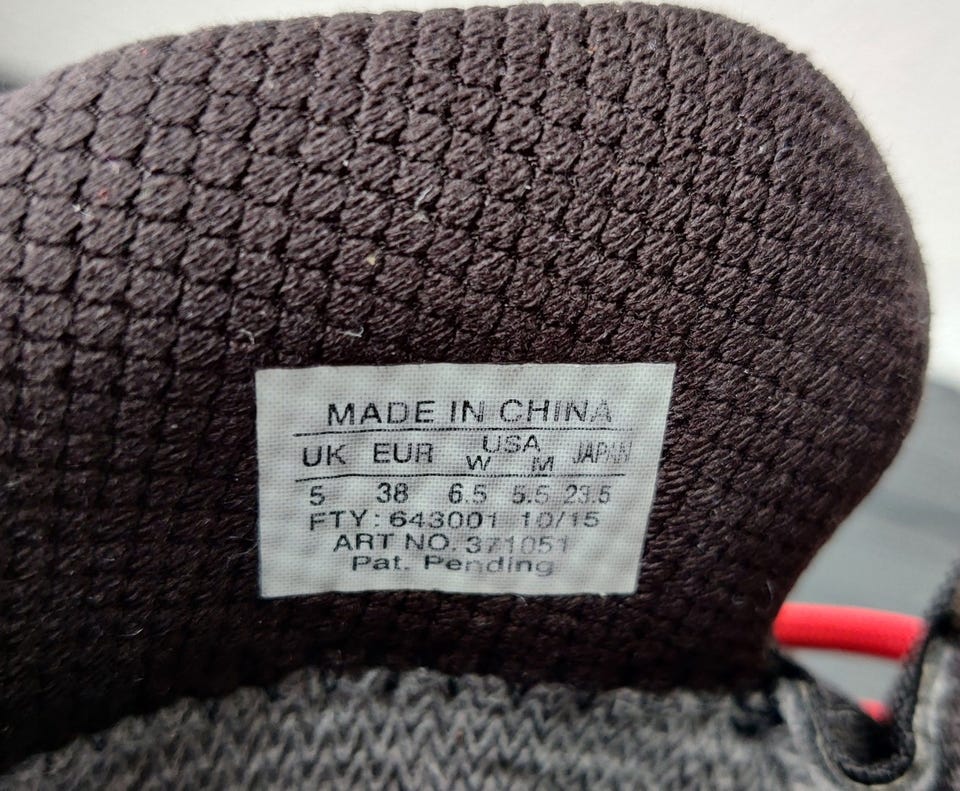 MADE IN CHINA
UK EUR USA JAPAN
W M
5 38 6.5 5.5 23.5
FTY: 643001 10/15
ART NO. 371051
Pat. Pending